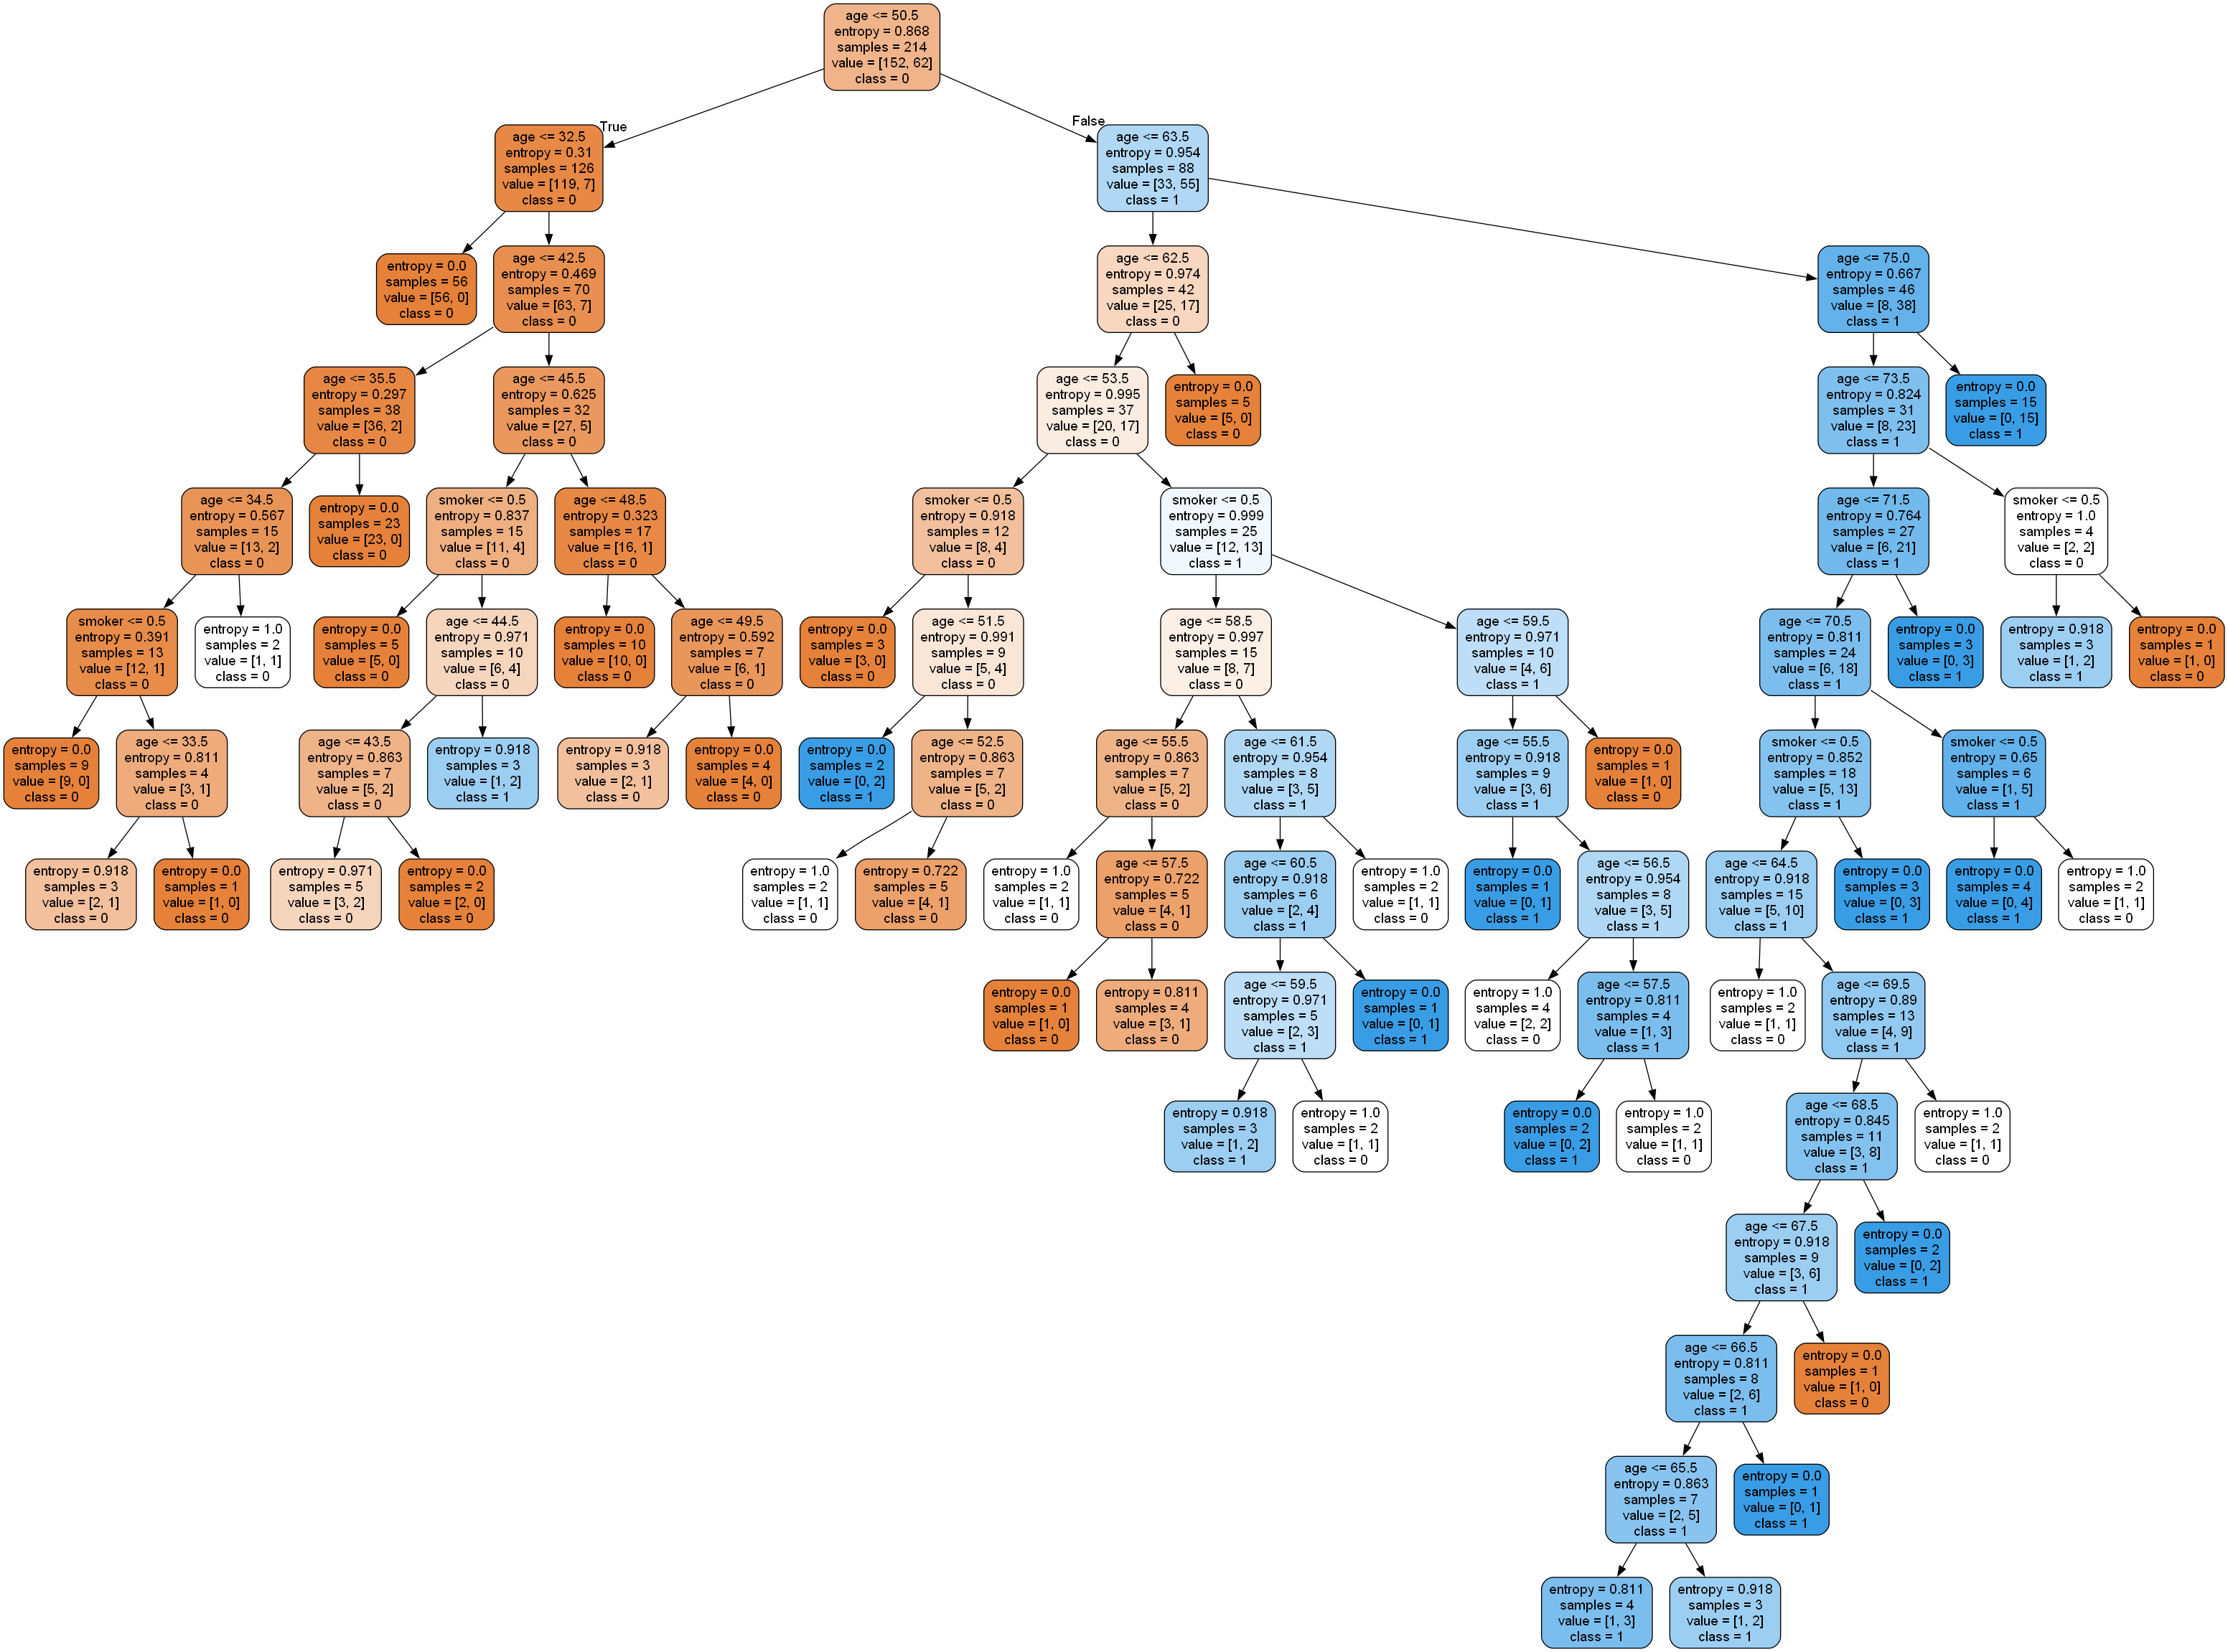 age <= 50.5
entropy = 0.868
samples = 214
value = [152, 62]
class = 0
True
False
age <= 32.5
entropy = 0.31
samples = 126
value = [119, 7]
class = 0
age <= 63.5
entropy = 0.954
samples = 88
value = [33, 55]
class = 1
entropy = 0.0
samples = 56
value = [56, 0]
class = 0
age <= 42.5
entropy = 0.469
samples = 70
value = [63, 7]
class = 0
age <= 62.5
entropy = 0.974
samples = 42
value = [25, 17]
class = 0
age <= 75.0
entropy = 0.667
samples = 46
value = [8, 38]
class = 1
age <= 35.5
entropy = 0.297
samples = 38
value = [36, 2]
class = 0
age <= 45.5
entropy = 0.625
samples = 32
value = [27, 5]
class = 0
age <= 53.5
entropy = 0.995
samples = 37
value = [20, 17]
class = 0
entropy = 0.0
samples = 5
value = [5, 0]
class = 0
age <= 73.5
entropy = 0.824
samples = 31
value = [8, 23]
class = 1
entropy = 0.0
samples = 15
value = [0, 15]
class = 1
age <= 34.5
entropy = 0.567
samples = 15
value = [13, 2]
class = 0
entropy = 0.0
samples = 23
value = [23, 0]
class = 0
smoker <= 0.5
entropy = 0.837
samples = 15
value = [11, 4]
class = 0
age <= 48.5
entropy = 0.323
samples = 17
value = [16, 1]
class = 0
smoker <= 0.5
entropy = 0.918
samples = 12
value = [8, 4]
class = 0
smoker <= 0.5
entropy = 0.999
samples = 25
value = [12, 13]
class = 1
age <= 71.5
entropy = 0.764
samples = 27
value = [6, 21]
class = 1
smoker <= 0.5
entropy = 1.0
samples = 4
value = [2, 2]
class = 0
smoker <= 0.5
entropy = 0.391
samples = 13
value = [12, 1]
class = 0
entropy = 1.0
samples = 2
value = [1, 1]
class = 0
entropy = 0.0
samples = 5
value = [5, 0]
class = 0
age <= 44.5
entropy = 0.971
samples = 10
value = [6, 4]
class = 0
entropy = 0.0
samples = 10
value = [10, 0]
class = 0
age <= 49.5
entropy = 0.592
samples = 7
value = [6, 1]
class = 0
entropy = 0.0
samples = 3
value = [3, 0]
class = 0
age <= 51.5
entropy = 0.991
samples = 9
value = [5, 4]
class = 0
age <= 58.5
entropy = 0.997
samples = 15
value = [8, 7]
class = 0
age <= 59.5
entropy = 0.971
samples = 10
value = [4, 6]
class = 1
age <= 70.5
entropy = 0.811
samples = 24
value = [6, 18]
class = 1
entropy = 0.0
samples = 3
value = [0, 3]
class = 1
entropy = 0.918
samples = 3
value = [1, 2]
class = 1
entropy = 0.0
samples = 1
value = [1, 0]
class = 0
entropy = 0.0
samples = 9
value = [9, 0]
class = 0
age <= 33.5
entropy = 0.811
samples = 4
value = [3, 1]
class = 0
age <= 43.5
entropy = 0.863
samples = 7
value = [5, 2]
class = 0
entropy = 0.918
samples = 3
value = [1, 2]
class = 1
entropy = 0.918
samples = 3
value = [2, 1]
class = 0
entropy = 0.0
samples = 4
value = [4, 0]
class = 0
entropy = 0.0
samples = 2
value = [0, 2]
class = 1
age <= 52.5
entropy = 0.863
samples = 7
value = [5, 2]
class = 0
age <= 55.5
entropy = 0.863
samples = 7
value = [5, 2]
class = 0
age <= 61.5
entropy = 0.954
samples = 8
value = [3, 5]
class = 1
age <= 55.5
entropy = 0.918
samples = 9
value = [3, 6]
class = 1
entropy = 0.0
samples = 1
value = [1, 0]
class = 0
smoker <= 0.5
entropy = 0.852
samples = 18
value = [5, 13]
class = 1
smoker <= 0.5
entropy = 0.65
samples = 6
value = [1, 5]
class = 1
entropy = 0.918
samples = 3
value = [2, 1]
class = 0
entropy = 0.0
samples = 1
value = [1, 0]
class = 0
entropy = 0.971
samples = 5
value = [3, 2]
class = 0
entropy = 0.0
samples = 2
value = [2, 0]
class = 0
entropy = 1.0
samples = 2
value = [1, 1]
class = 0
entropy = 0.722
samples = 5
value = [4, 1]
class = 0
entropy = 1.0
samples = 2
value = [1, 1]
class = 0
age <= 57.5
entropy = 0.722
samples = 5
value = [4, 1]
class = 0
age <= 60.5
entropy = 0.918
samples = 6
value = [2, 4]
class = 1
entropy = 1.0
samples = 2
value = [1, 1]
class = 0
entropy = 0.0
samples = 1
value = [0, 1]
class = 1
age <= 56.5
entropy = 0.954
samples = 8
value = [3, 5]
class = 1
age <= 64.5
entropy = 0.918
samples = 15
value = [5, 10]
class = 1
entropy = 0.0
samples = 3
value = [0, 3]
class = 1
entropy = 0.0
samples = 4
value = [0, 4]
class = 1
entropy = 1.0
samples = 2
value = [1, 1]
class = 0
entropy = 0.0
samples = 1
value = [1, 0]
class = 0
entropy = 0.811
samples = 4
value = [3, 1]
class = 0
age <= 59.5
entropy = 0.971
samples = 5
value = [2, 3]
class = 1
entropy = 0.0
samples = 1
value = [0, 1]
class = 1
entropy = 1.0
samples = 4
value = [2, 2]
class = 0
age <= 57.5
entropy = 0.811
samples = 4
value = [1, 3]
class = 1
entropy = 1.0
samples = 2
value = [1, 1]
class = 0
age <= 69.5
entropy = 0.89
samples = 13
value = [4, 9]
class = 1
entropy = 0.918
samples = 3
value = [1, 2]
class = 1
entropy = 1.0
samples = 2
value = [1, 1]
class = 0
entropy = 0.0
samples = 2
value = [0, 2]
class = 1
entropy = 1.0
samples = 2
value = [1, 1]
class = 0
age <= 68.5
entropy = 0.845
samples = 11
value = [3, 8]
class = 1
entropy = 1.0
samples = 2
value = [1, 1]
class = 0
age <= 67.5
entropy = 0.918
samples = 9
value = [3, 6]
class = 1
entropy = 0.0
samples = 2
value = [0, 2]
class = 1
age <= 66.5
entropy = 0.811
samples = 8
value = [2, 6]
class = 1
entropy = 0.0
samples = 1
value = [1, 0]
class = 0
age <= 65.5
entropy = 0.863
samples = 7
value = [2, 5]
class = 1
entropy = 0.0
samples = 1
value = [0, 1]
class = 1
entropy = 0.811
samples = 4
value = [1, 3]
class = 1
entropy = 0.918
samples = 3
value = [1, 2]
class = 1